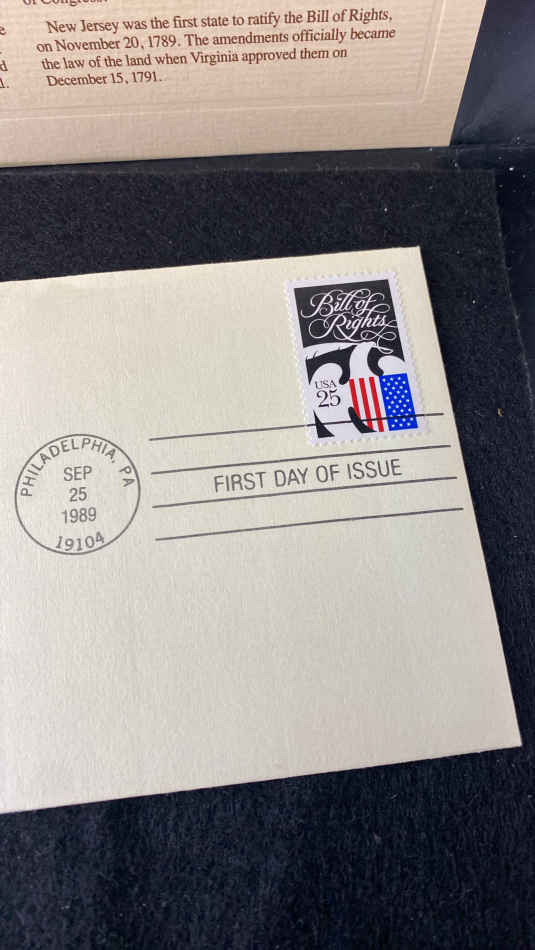 of Congress.
New Jersey was the first state to ratify the Bill of Rights,
on November 20, 1789. The amendments officially became
the law of the land when Virginia approved them on
December 15, 1791.
Bill of
Rights
USA
25
PHILADELPHIA, PA
SEP
25
1989
19104
FIRST DAY OF ISSUE